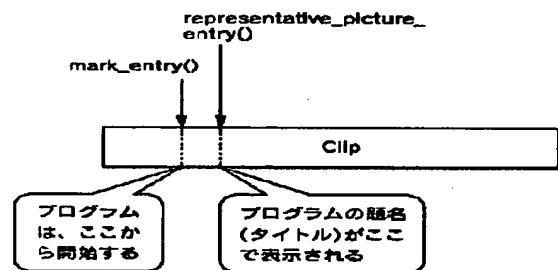 representative_picture_
entry()
mark_entry()
Clip
プログラム
は、ここか
ら開始する
プログラムの題名
(タイトル)がここ
で表示される